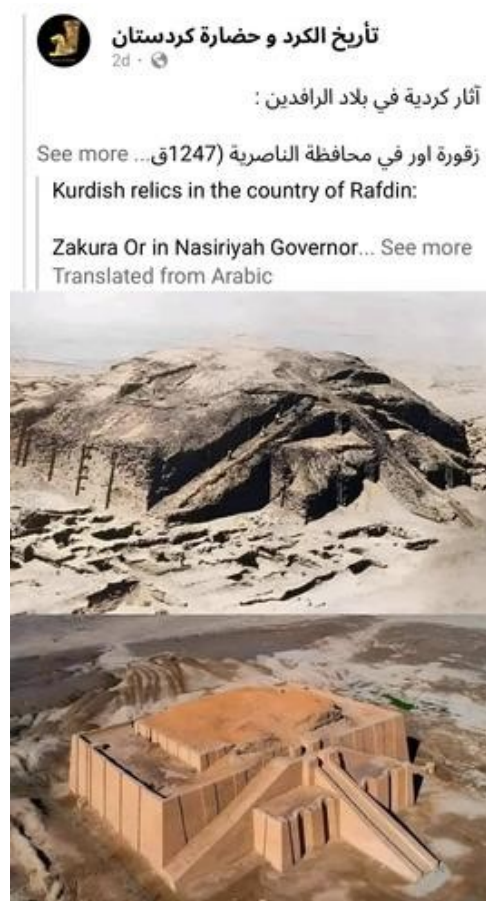 تأريخ الكرد و حضارة كردستان
2d ·
آثار كردية في بلاد الرافدين :
زقورة اور في محافظة الناصرية (1247ق... See more
Kurdish relics in the country of Rafdin:
Zakura Or in Nasiriyah Governor... See more
Translated from Arabic